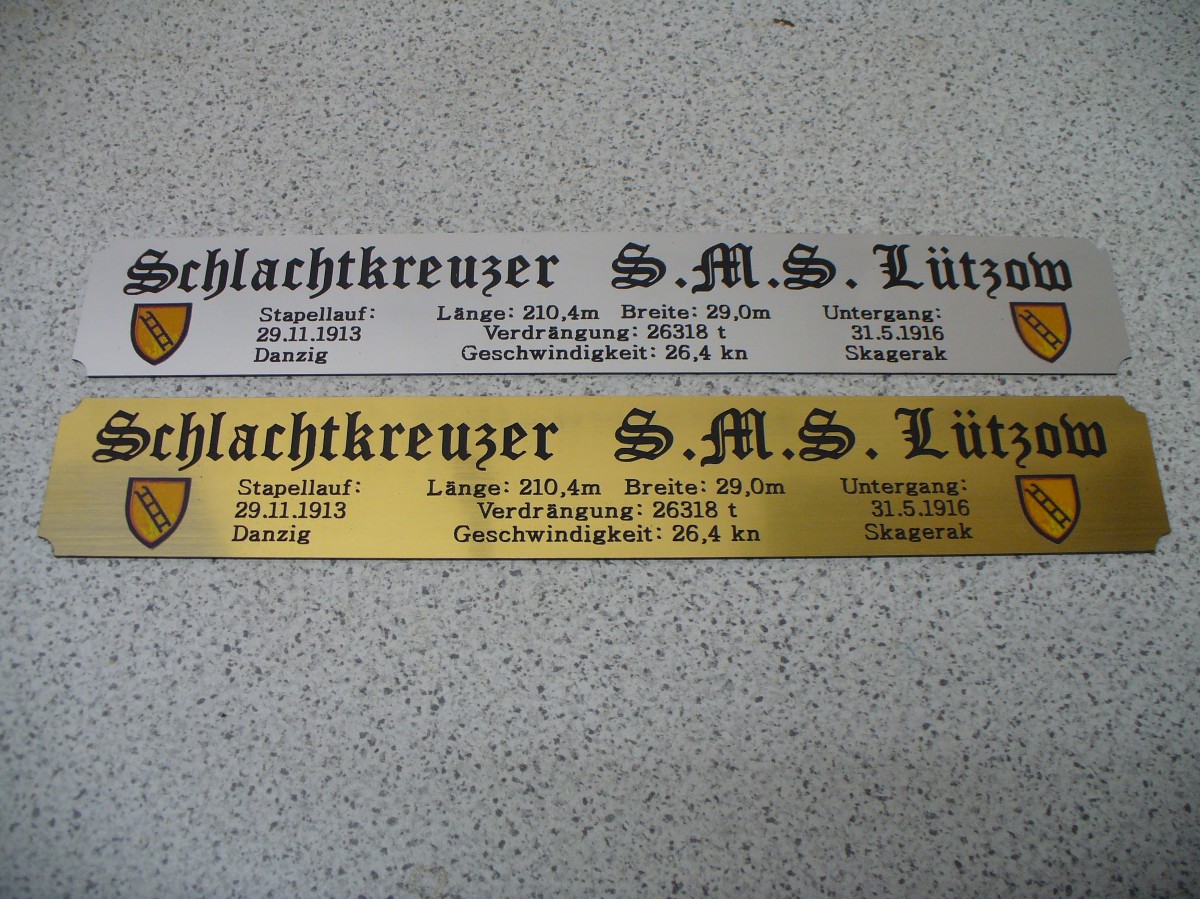 Schlachtkreuzer S.M.S. Lützow
Stapellauf: Länge: 210,4m Breite: 29,0m Untergang:
29.11.1913 Verdrängung: 26318 t 31.5.1916
Danzig Geschwindigkeit: 26,4 kn Skagerak
Schlachtkreuzer S.M.S. Lützow
Stapellauf: Länge: 210,4m Breite: 29,0m Untergang:
29.11.1913 Verdrängung: 26318 t 31.5.1916
Danzig Geschwindigkeit: 26,4 kn Skagerak